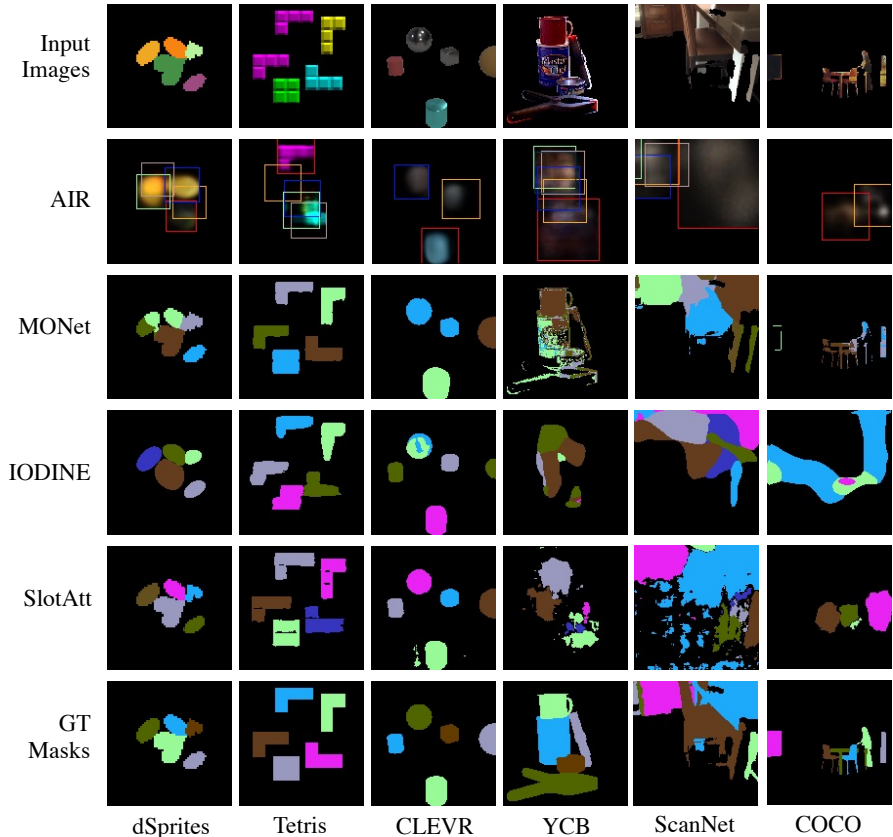 Input
Images
AIR
MONet
IODINE
SlotAtt
GT
Masks
dSprites Tetris CLEVR YCB ScanNet COCO